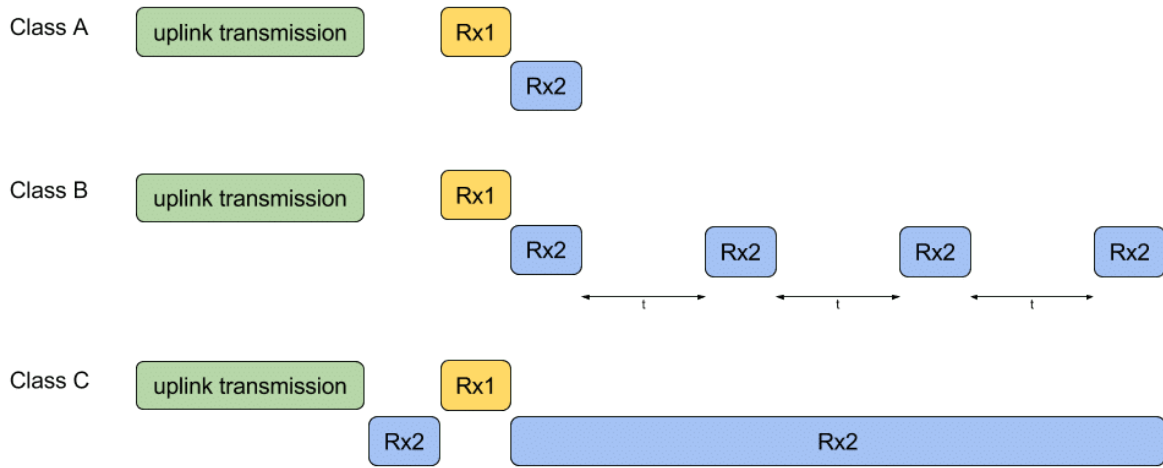 Class A
uplink transmission
Rx1
Rx2
Class B
uplink transmission
Rx1
Rx2
Rx2
Rx2
Rx2
t
t
t
Class C
uplink transmission
Rx1
Rx2
Rx2